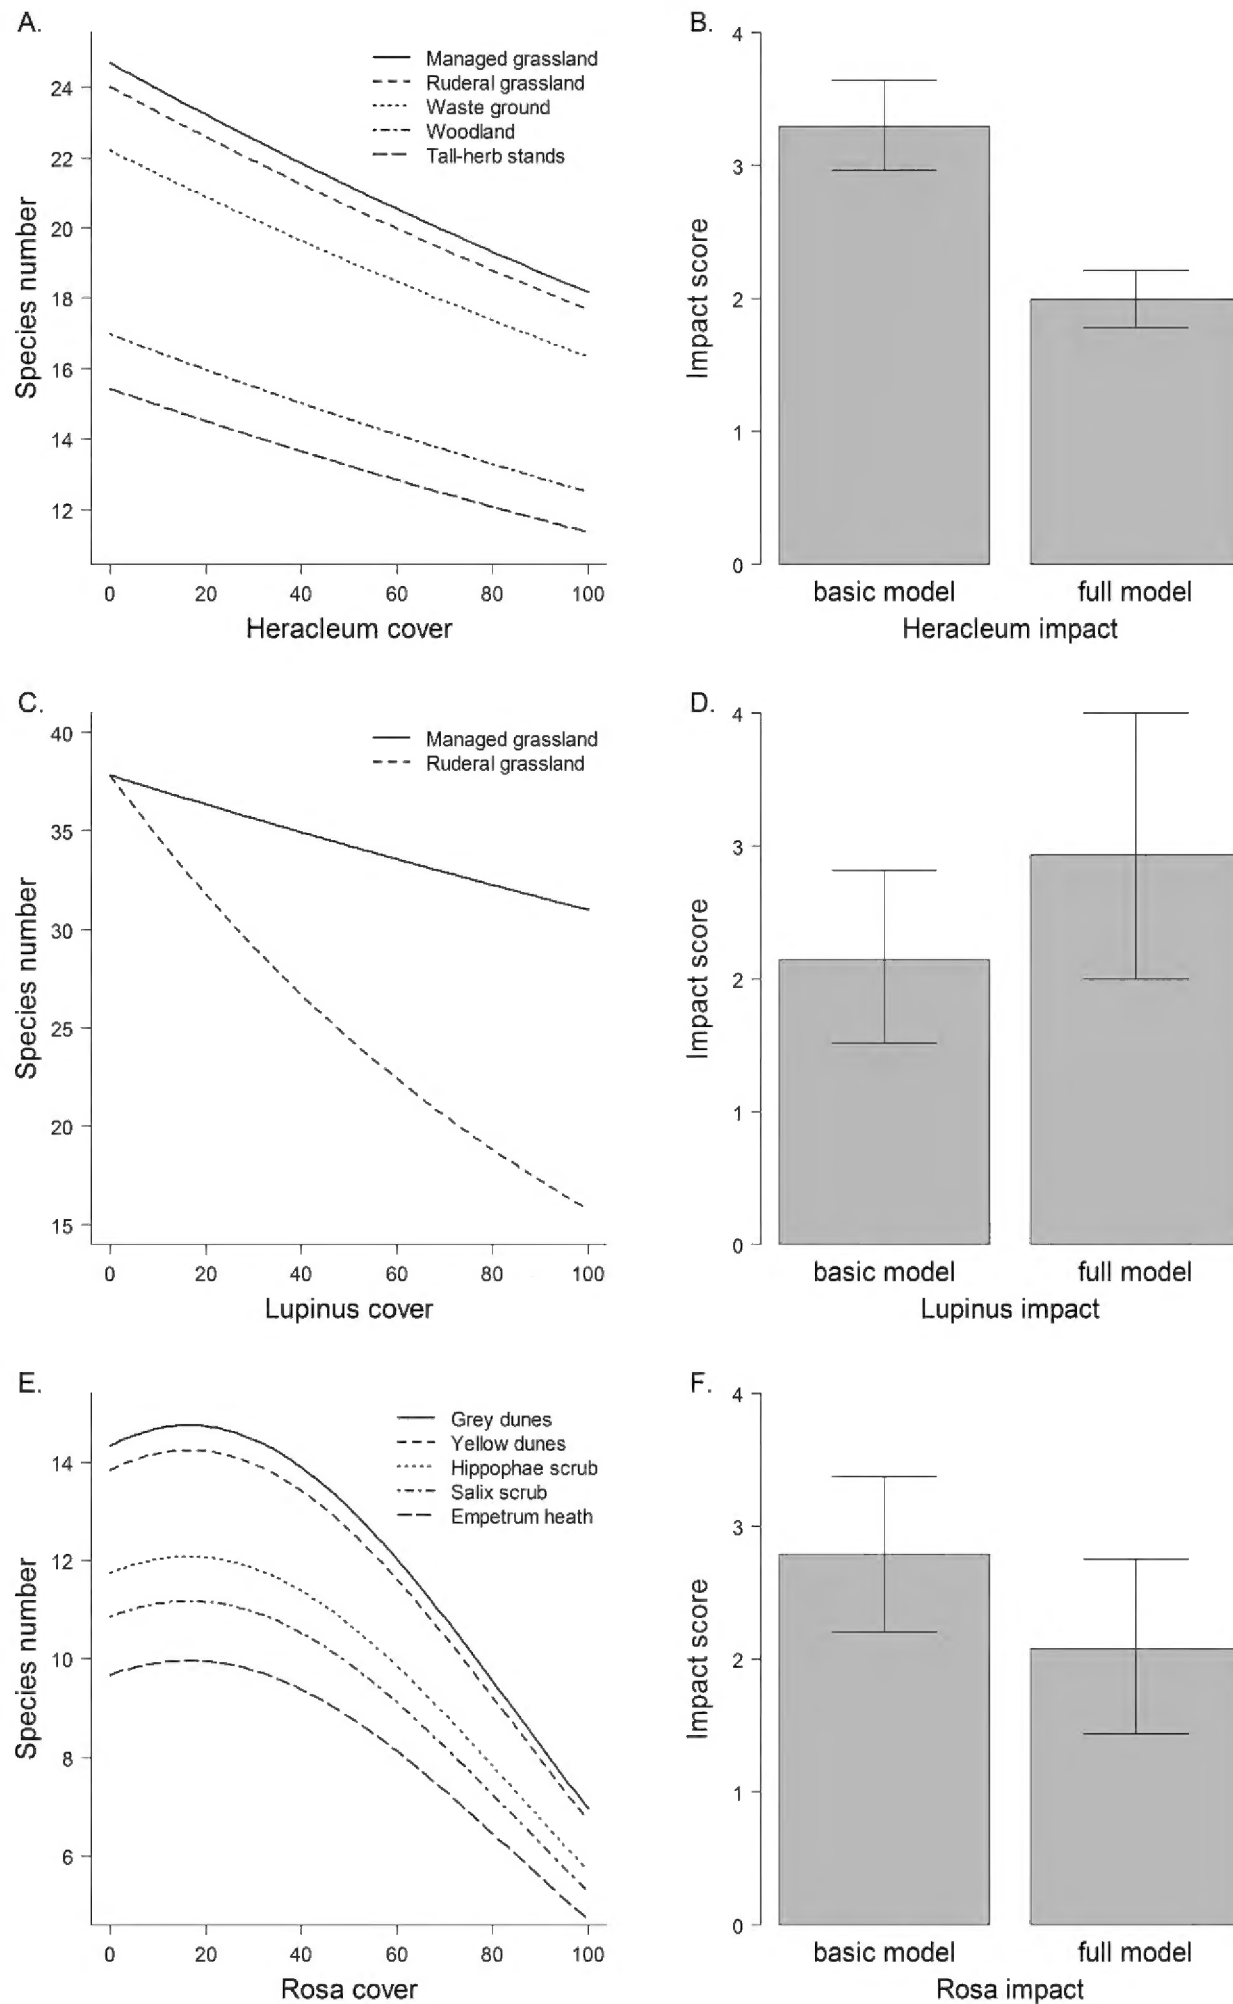 A.
Species number
24
22
20
18
16
14
12
Managed grassland
Ruderal grassland
Waste ground
Woodland
Tall-herb stands
0 20 40 60 80 100
Heracleum cover
B.
Impact score
4
3
2
1
0
basic model full model
Heracleum impact
C.
Species number
40
35
30
25
20
15
Managed grassland
Ruderal grassland
0 20 40 60 80 100
Lupinus cover
D.
Impact score
4
3
2
1
0
basic model full model
Lupinus impact
E.
Species number
14
12
10
8
6
Grey dunes
Yellow dunes
Hippophae scrub
Salix scrub
Empetrum heath
0 20 40 60 80 100
Rosa cover
F.
Impact score
4
3
2
1
0
basic model full model
Rosa impact